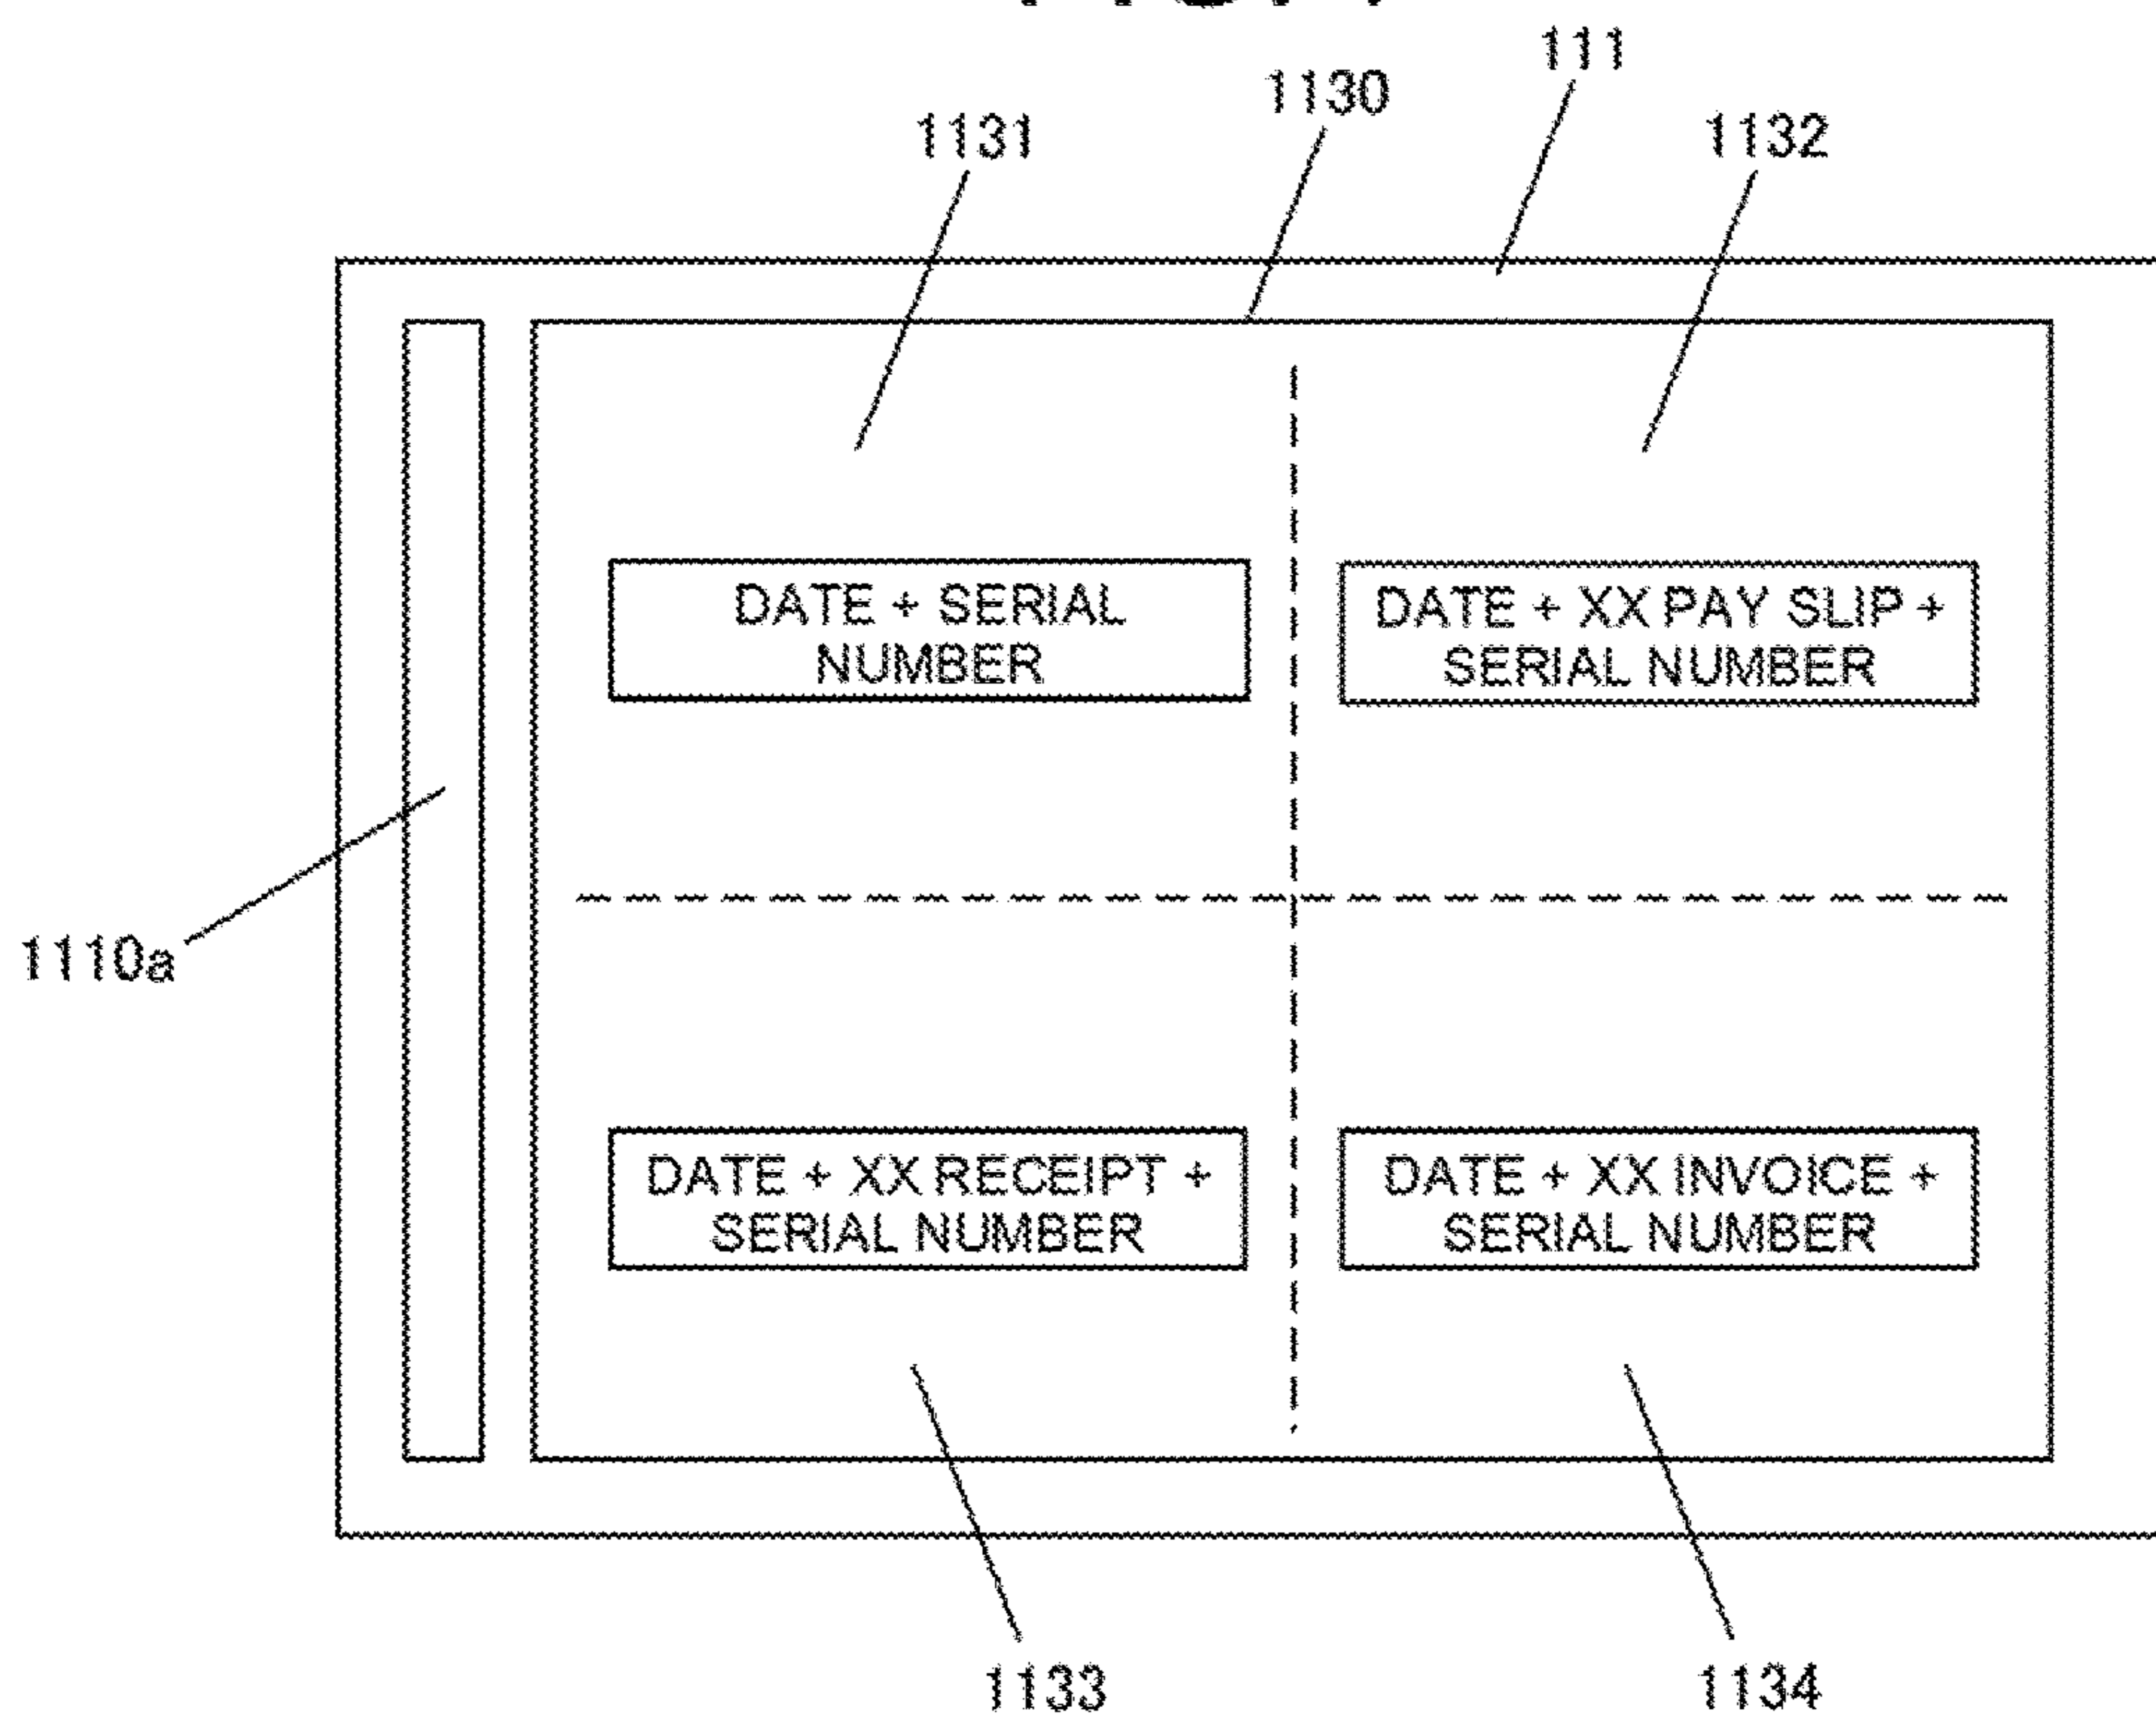 111
1130
1131
1132
DATE + SERIAL
NUMBER
DATE + XX PAY SLIP +
SERIAL NUMBER
1110a
DATE + XX RECEIPT +
SERIAL NUMBER
DATE + XX INVOICE +
SERIAL NUMBER
1133
1134